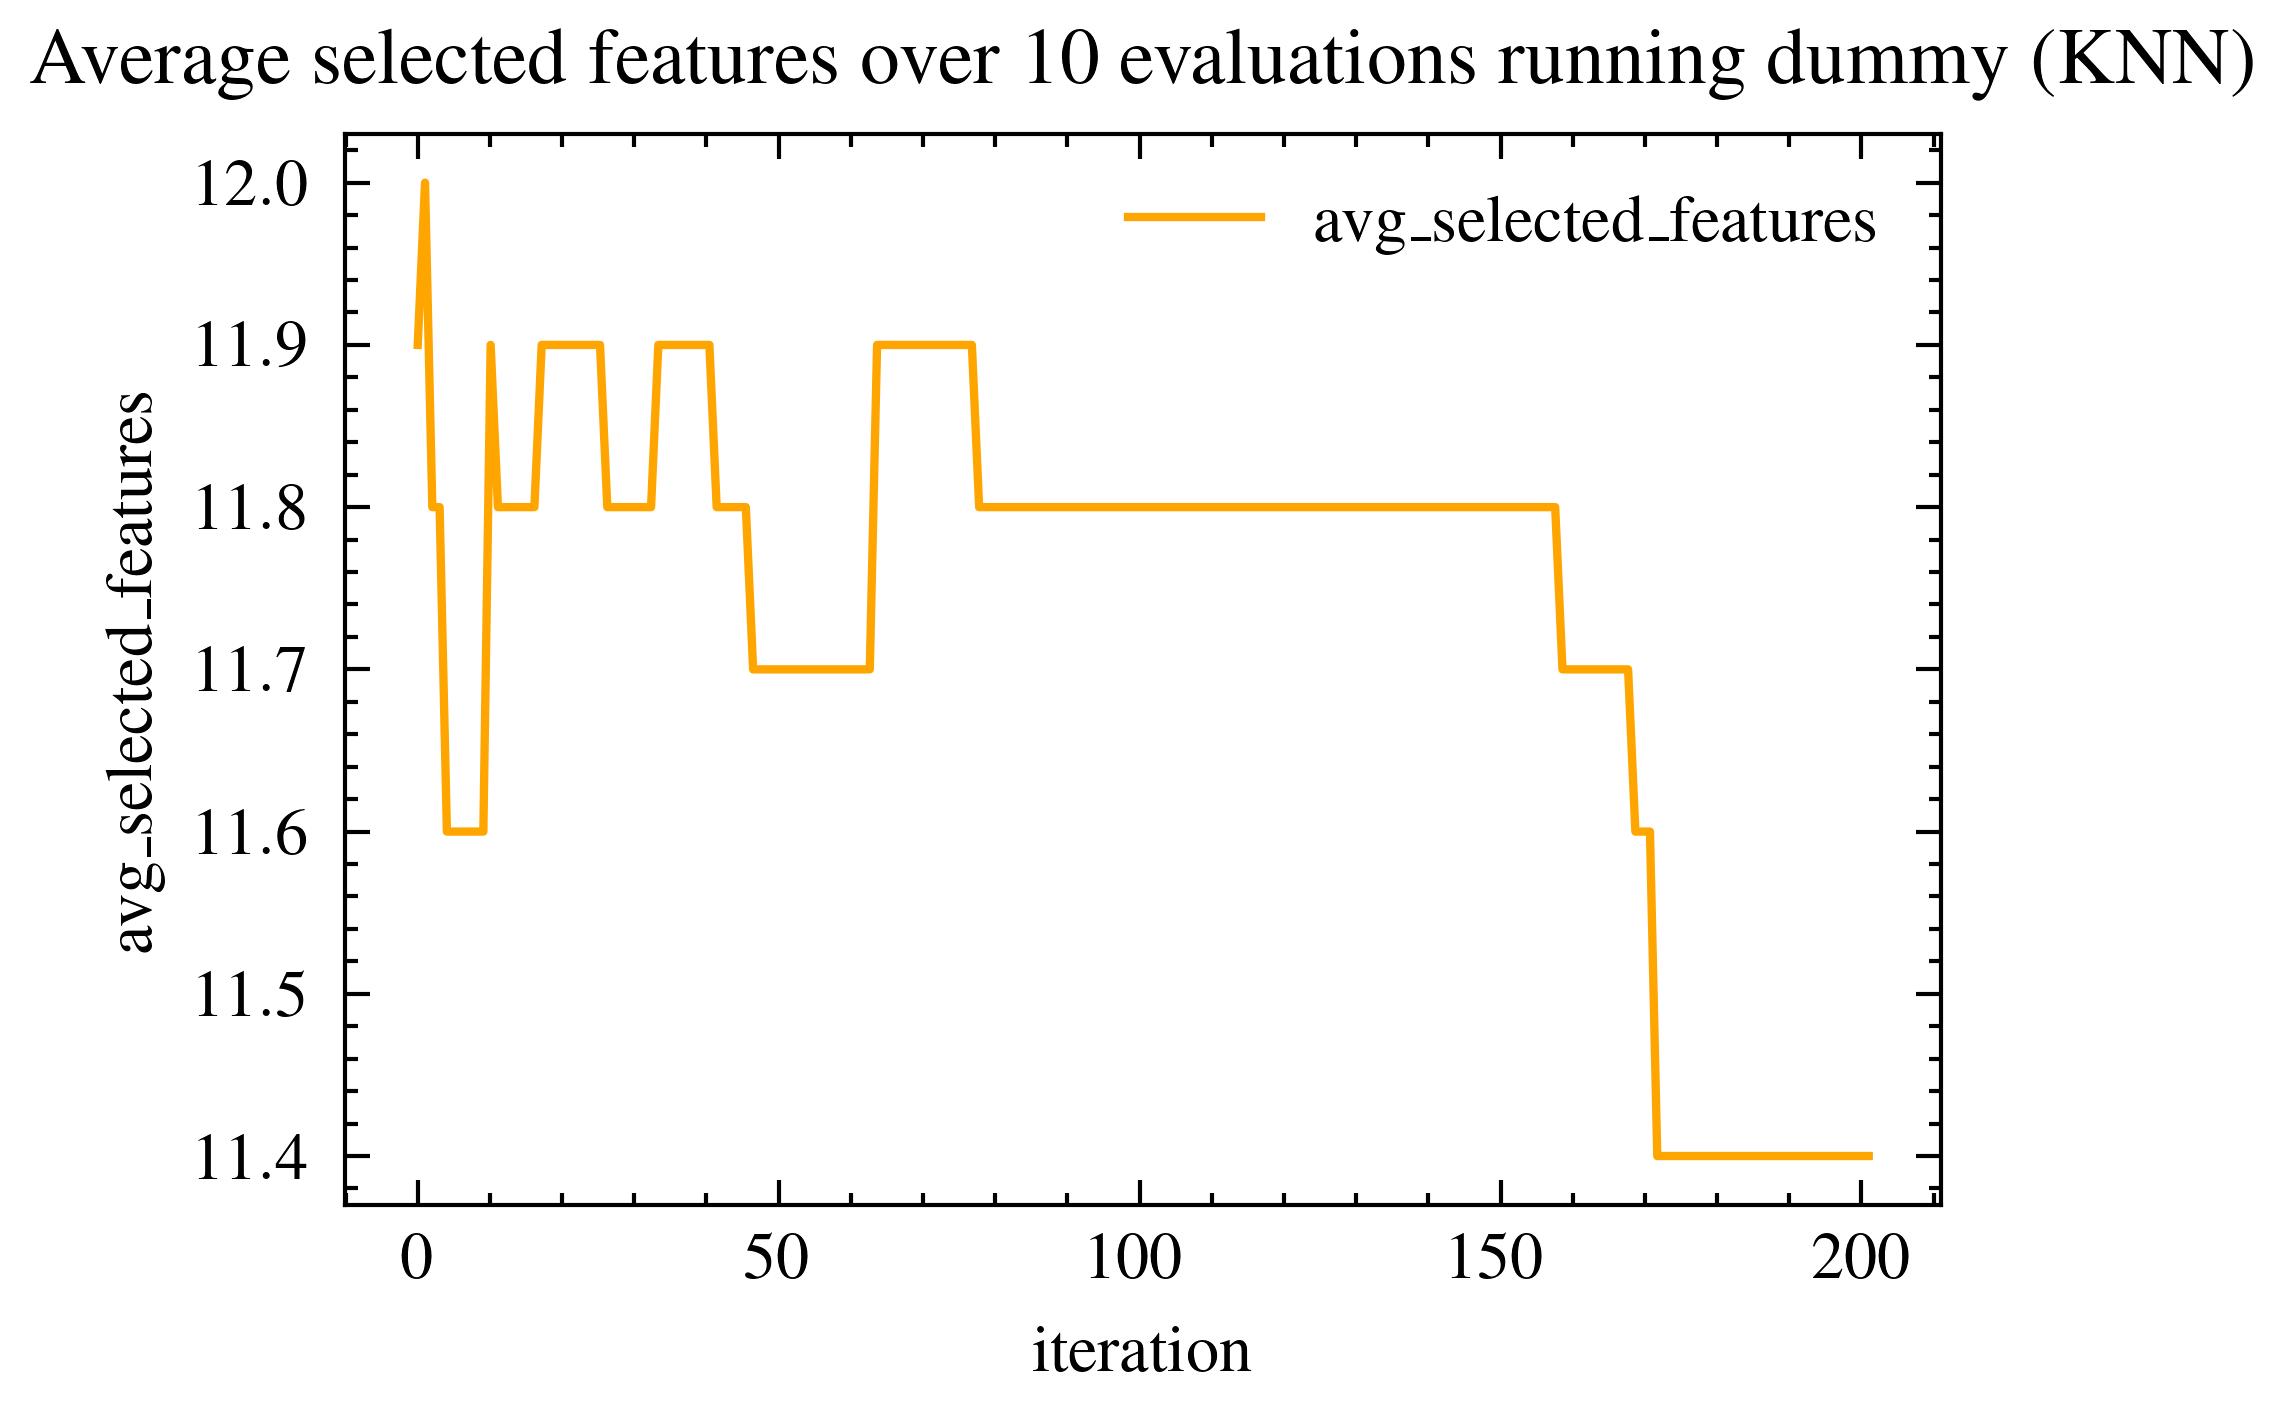 Average selected features over 10 evaluations running dummy (KNN)
avg_selected_features
12.0
11.9
11.8
11.7
11.6
11.5
11.4
avg_selected_features
0 50 100 150 200
iteration